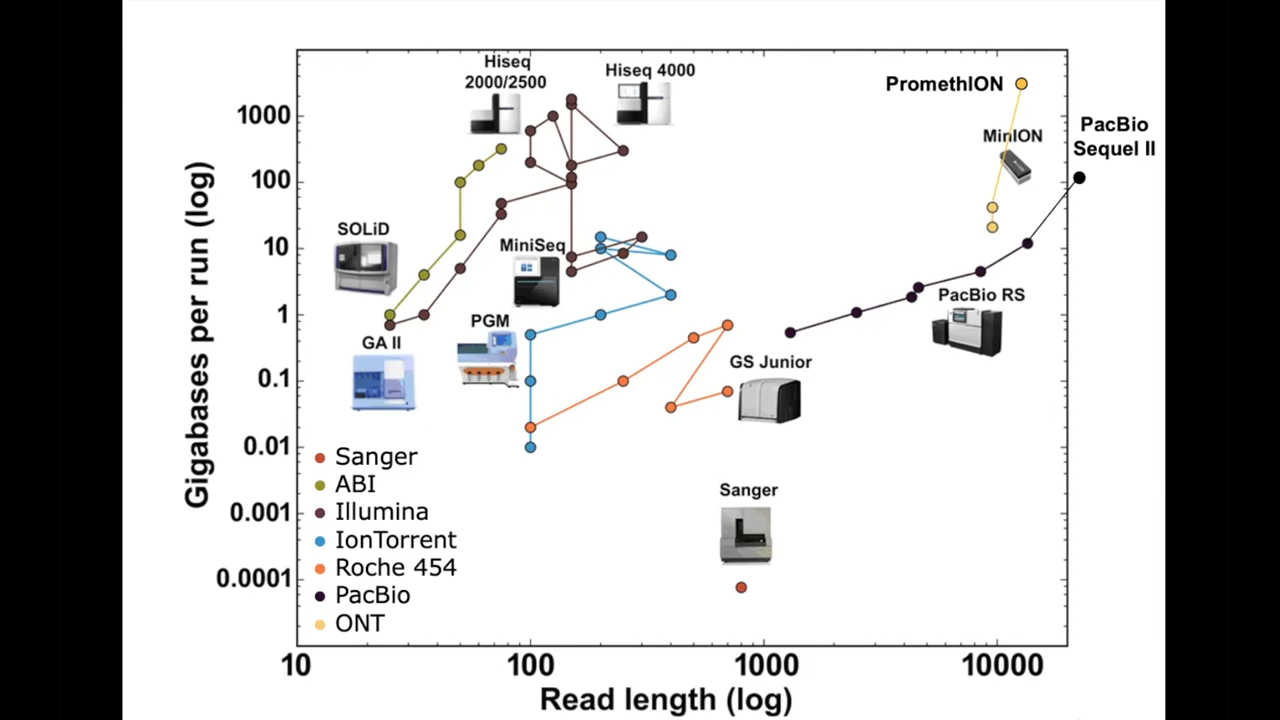 Hiseq
2000/2500
Hiseq 4000
PromethION
MinION
PacBio
Sequel II
SOLiD
MiniSeq
GA II
PGM
PacBio RS
GS Junior
Sanger
Gigabases per run (log)
1000
100
10
1
0.1
0.01
0.001
0.0001
Sanger
ABI
Illumina
IonTorrent
Roche 454
PacBio
ONT
10
100
1000
10000
Read length (log)